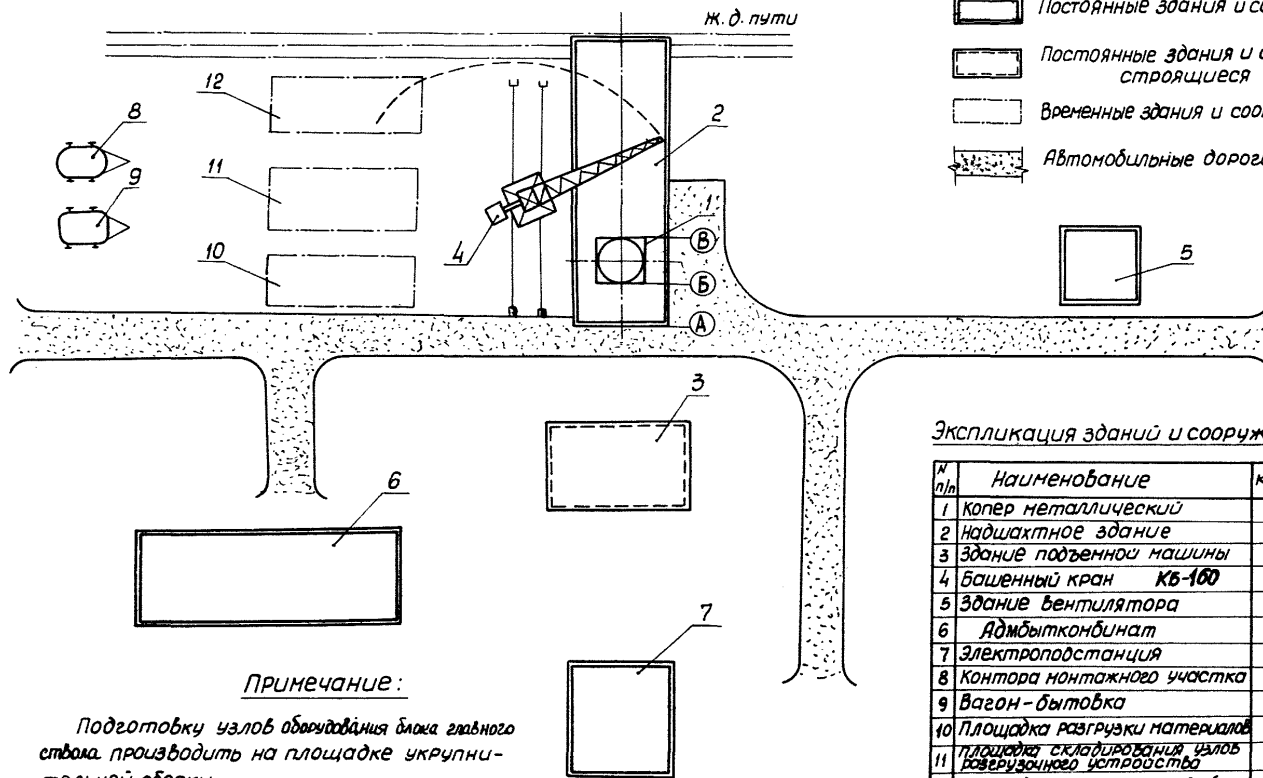 Ж.д. пути
Постоянные здания и со
Постоянные здания и с
строящиеся
Временные здания и соор
Автомобильные дороги
12
8
11
9
10
4
2
1
В
Б
А
5
3
6
7
Экспликация зданий и сооруж
N п/п Наименование к
1 Копер металлический
2 Надшахтное здание
3 Здание подъемной машины
4 Башенный кран КБ-160
5 Здание вентилятора
6 Адмбытконбинат
7 Электроподстанция
8 Контора монтажного участка
9 Вагон-бытовка
10 Площадка разгрузки материалов
11 площадка складирования узлов
разгрузочного устройства
Примечание:
Подготовку узлов оборудования блока главного
ствола производить на площадке укрупни-